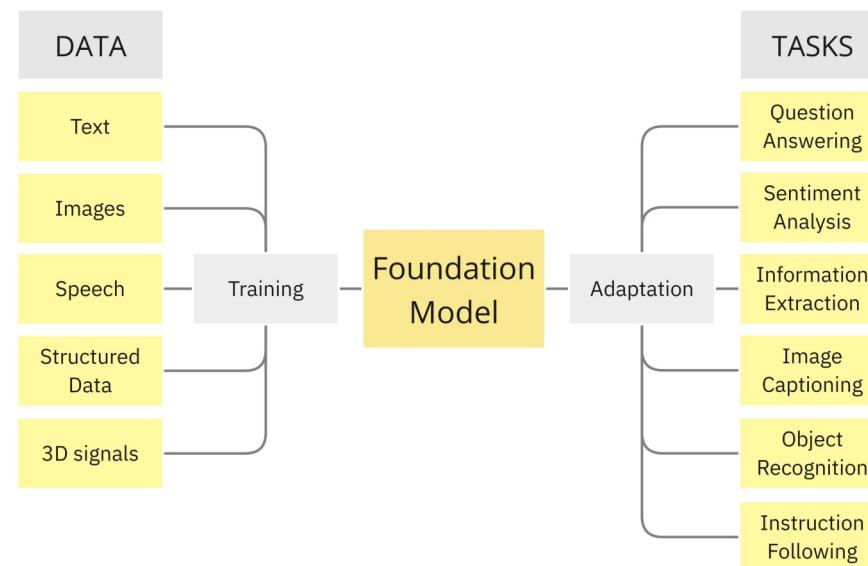 DATA
Text
Images
Speech
Structured
Data
3D signals
Training
Foundation
Model
Adaptation
TASKS
Question
Answering
Sentiment
Analysis
Information
Extraction
Image
Captioning
Object
Recognition
Instruction
Following